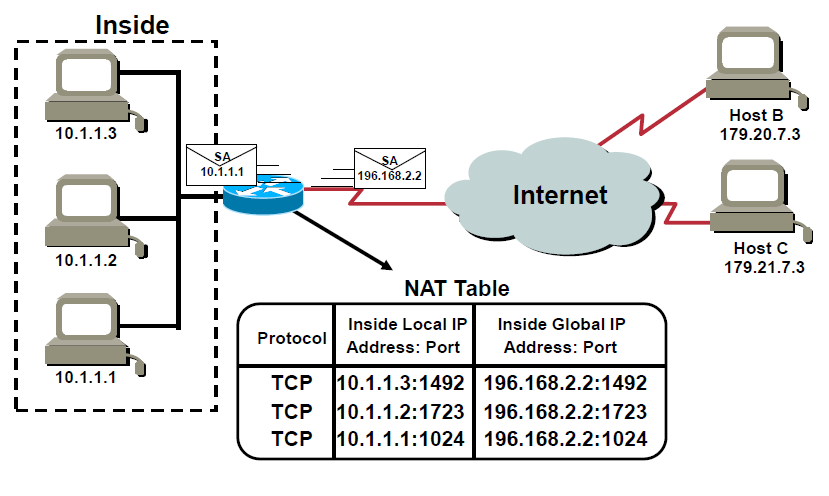 Inside
10.1.1.3
10.1.1.2
10.1.1.1
SA
10.1.1.1
SA
196.168.2.2
Internet
Host B
179.20.7.3
Host C
179.21.7.3
NAT Table
Protocol
Inside Local IP
Address: Port
Inside Global IP
Address: Port
TCP 10.1.1.3:1492 196.168.2.2:1492
TCP 10.1.1.2:1723 196.168.2.2:1723
TCP 10.1.1.1:1024 196.168.2.2:1024